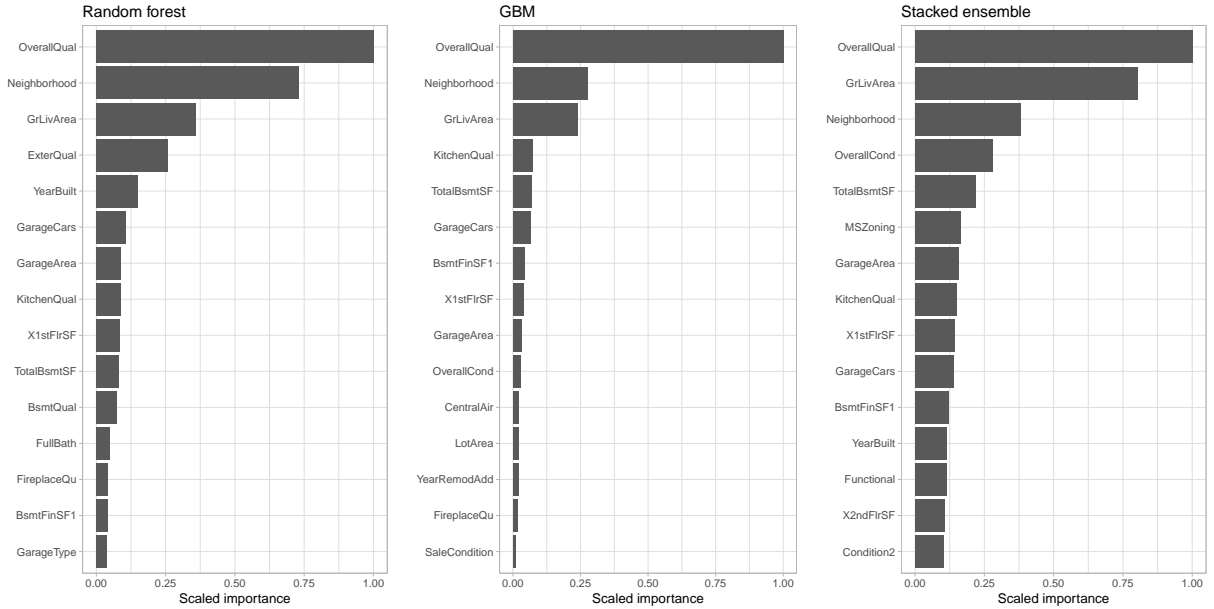 Random forest
OverallQual
Neighborhood
GrLivArea
ExterQual
YearBuilt
GarageCars
GarageArea
KitchenQual
X1stFlrSF
TotalBsmtSF
BsmtQual
FullBath
FireplaceQu
BsmtFinSF1
GarageType
0.00 0.25 0.50 0.75 1.00
Scaled importance
GBM
OverallQual
Neighborhood
GrLivArea
KitchenQual
TotalBsmtSF
GarageCars
BsmtFinSF1
X1stFlrSF
GarageArea
OverallCond
CentralAir
LotArea
YearRemodAdd
FireplaceQu
SaleCondition
0.00 0.25 0.50 0.75 1.00
Scaled importance
Stacked ensemble
OverallQual
GrLivArea
Neighborhood
OverallCond
TotalBsmtSF
MSZoning
GarageArea
KitchenQual
X1stFlrSF
GarageCars
BsmtFinSF1
YearBuilt
Functional
X2ndFlrSF
Condition2
0.00 0.25 0.50 0.75 1.00
Scaled importance